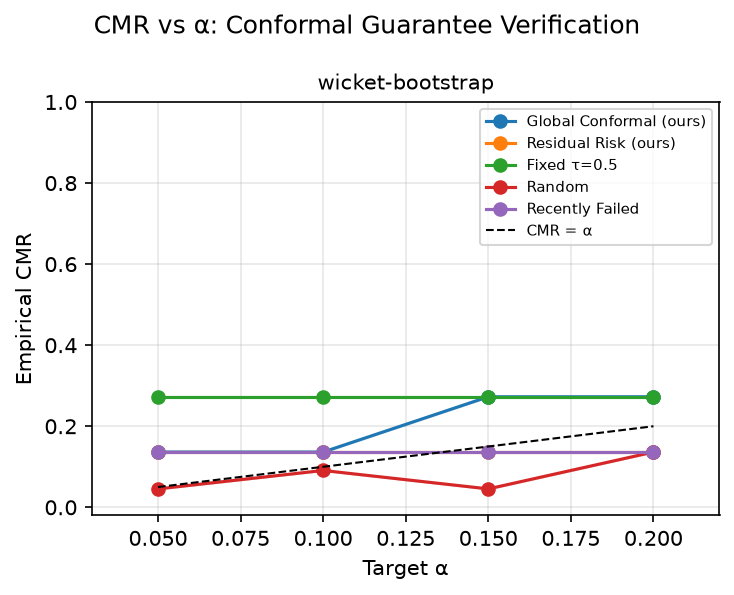 CMR vs α: Conformal Guarantee Verification
wicket-bootstrap
Global Conformal (ours)
Residual Risk (ours)
Fixed τ=0.5
Random
Recently Failed
CMR = α
Empirical CMR
1.0
0.8
0.6
0.4
0.2
0.0
0.050 0.075 0.100 0.125 0.150 0.175 0.200
Target α